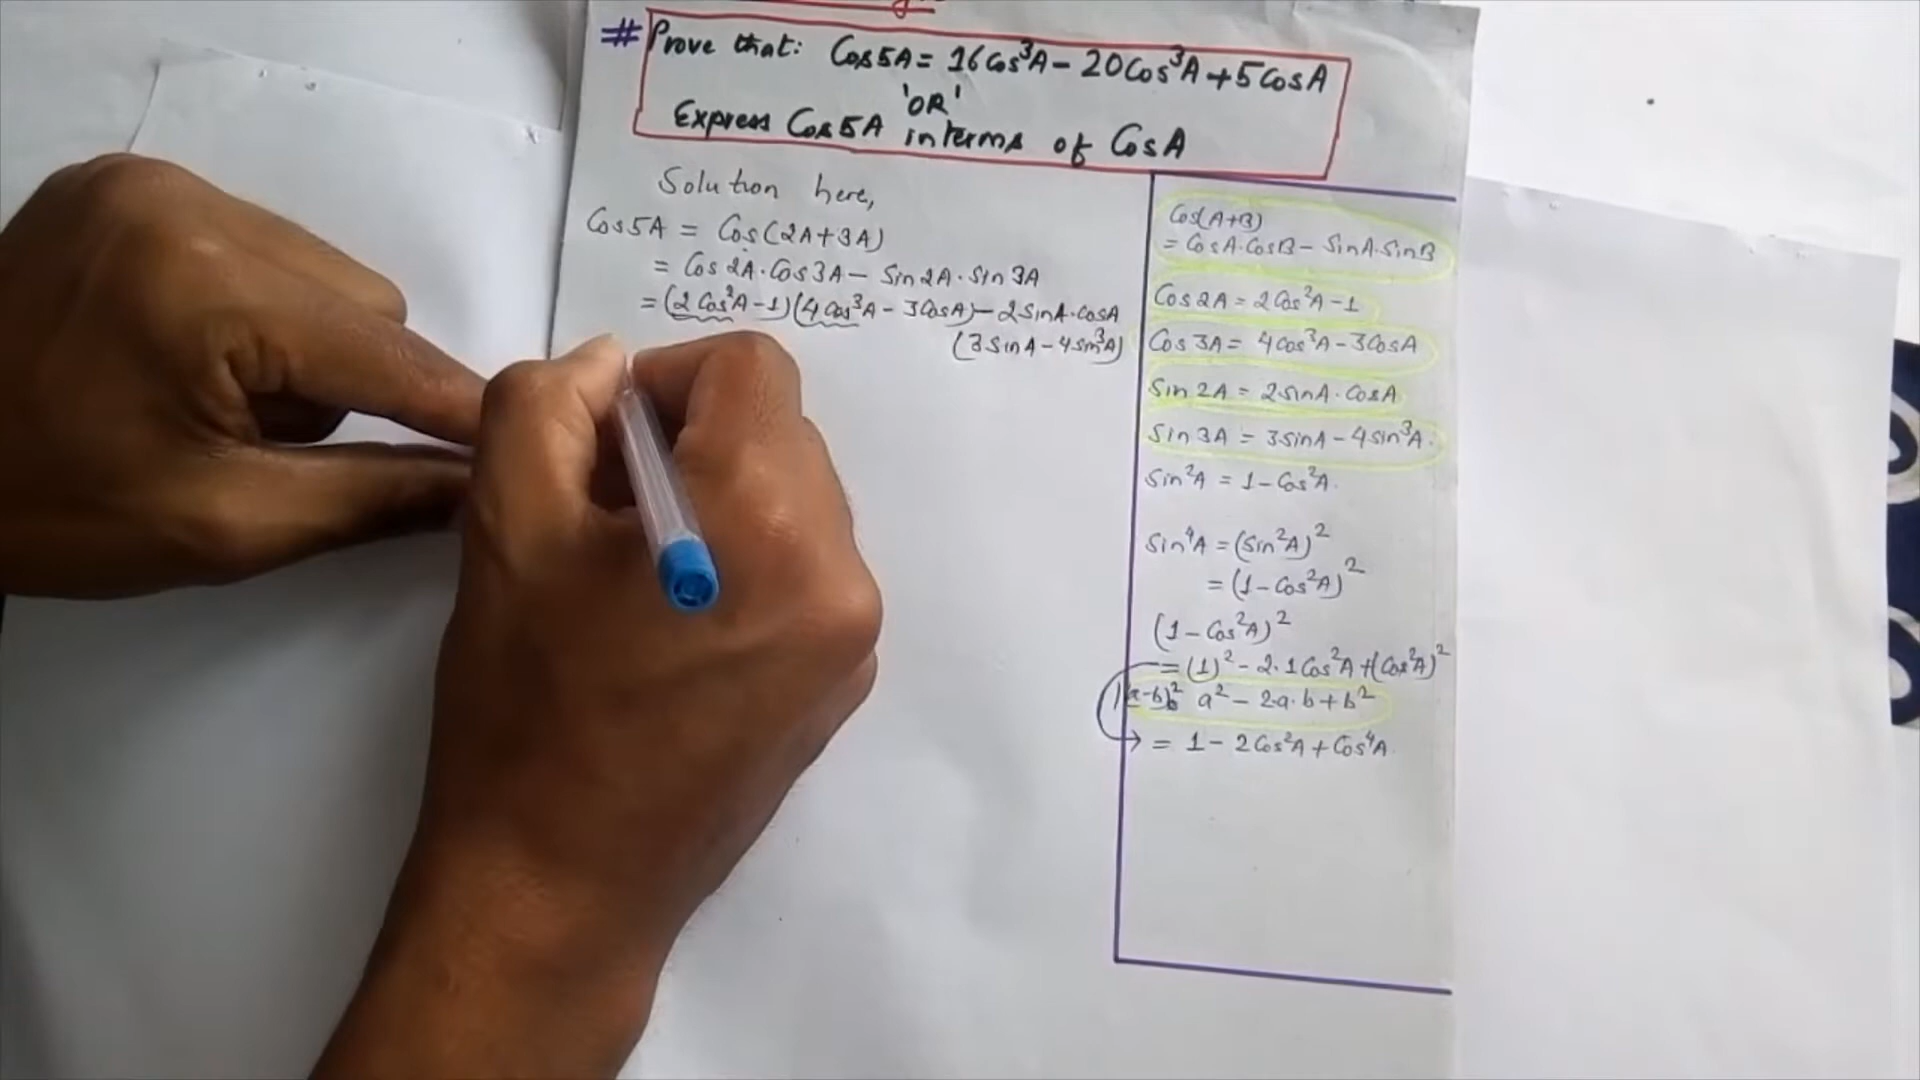 # Prove that: Cos5A = 16Cos³A - 20Cos³A + 5CosA
'OR'
Express Cos5A in terms of CosA
Solution here,
Cos5A = Cos(2A+3A)
= Cos2A·Cos3A - Sin2A·Sin3A
= (2Cos²A-1)(4Cos³A - 3CosA) - 2SinA·CosA
(3SinA - 4Sin³A)
Cos(A+B)
= CosA·CosB - SinA·SinB
Cos2A = 2Cos²A - 1
Cos3A = 4Cos³A - 3CosA
Sin2A = 2SinA·CosA
Sin3A = 3SinA - 4Sin³A.
Sin²A = 1 - Cos²A.
Sin⁴A = (Sin²A)²
= (1 - Cos²A)²
(1 - Cos²A)²
= (1)² - 2·1Cos²A + (Cos²A)²
(a-b)² a² - 2a·b + b²
= 1 - 2Cos²A + Cos⁴A.